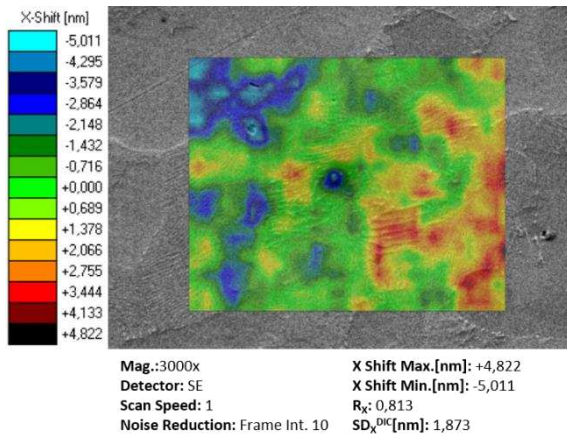 X-Shift [nm]
-5,011
-4,295
-3.579
-2,864
-2,148
-1,432
-0,716
+0,000
+0,689
+1,378
+2,066
+2,755
+3,444
+4,133
+4,822
Mag.:3000x
Detector: SE
Scan Speed: 1
Noise Reduction: Frame Int. 10
X Shift Max.[nm]: +4,822
X Shift Min.[nm]: -5,011
Rₓ: 0,813
SDₓᴰᴵᶜ[nm]: 1,873